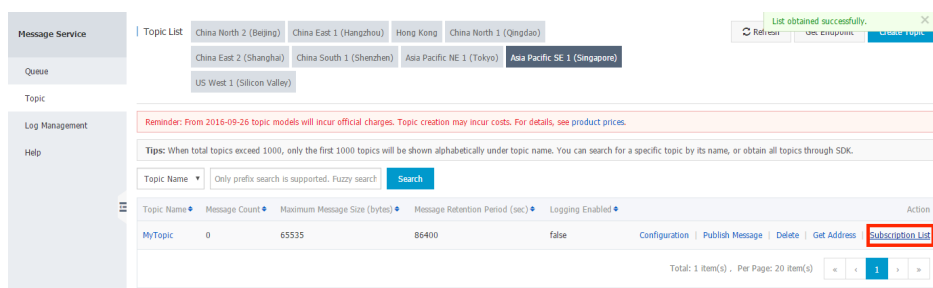 Message Service
Queue
Topic
Log Management
Help
Topic List
China North 2 (Beijing) China East 1 (Hangzhou) Hong Kong China North 1 (Qingdao)
China East 2 (Shanghai) China South 1 (Shenzhen) Asia Pacific NE 1 (Tokyo) Asia Pacific SE 1 (Singapore)
US West 1 (Silicon Valley)
List obtained successfully.
Refresh Get Endpoint Create Topic
Reminder: From 2016-09-26 topic models will incur official charges. Topic creation may incur costs. For details, see product prices.
Tips: When total topics exceed 1000, only the first 1000 topics will be shown alphabetically under topic name. You can search for a specific topic by its name, or obtain all topics through SDK.
Topic Name Only prefix search is supported. Fuzzy search Search
Topic Name Message Count Maximum Message Size (bytes) Message Retention Period (sec) Logging Enabled Action
MyTopic 0 65535 86400 false Configuration | Publish Message | Delete | Get Address | Subscription List
Total: 1 item(s) , Per Page: 20 item(s) « ‹ 1 › »